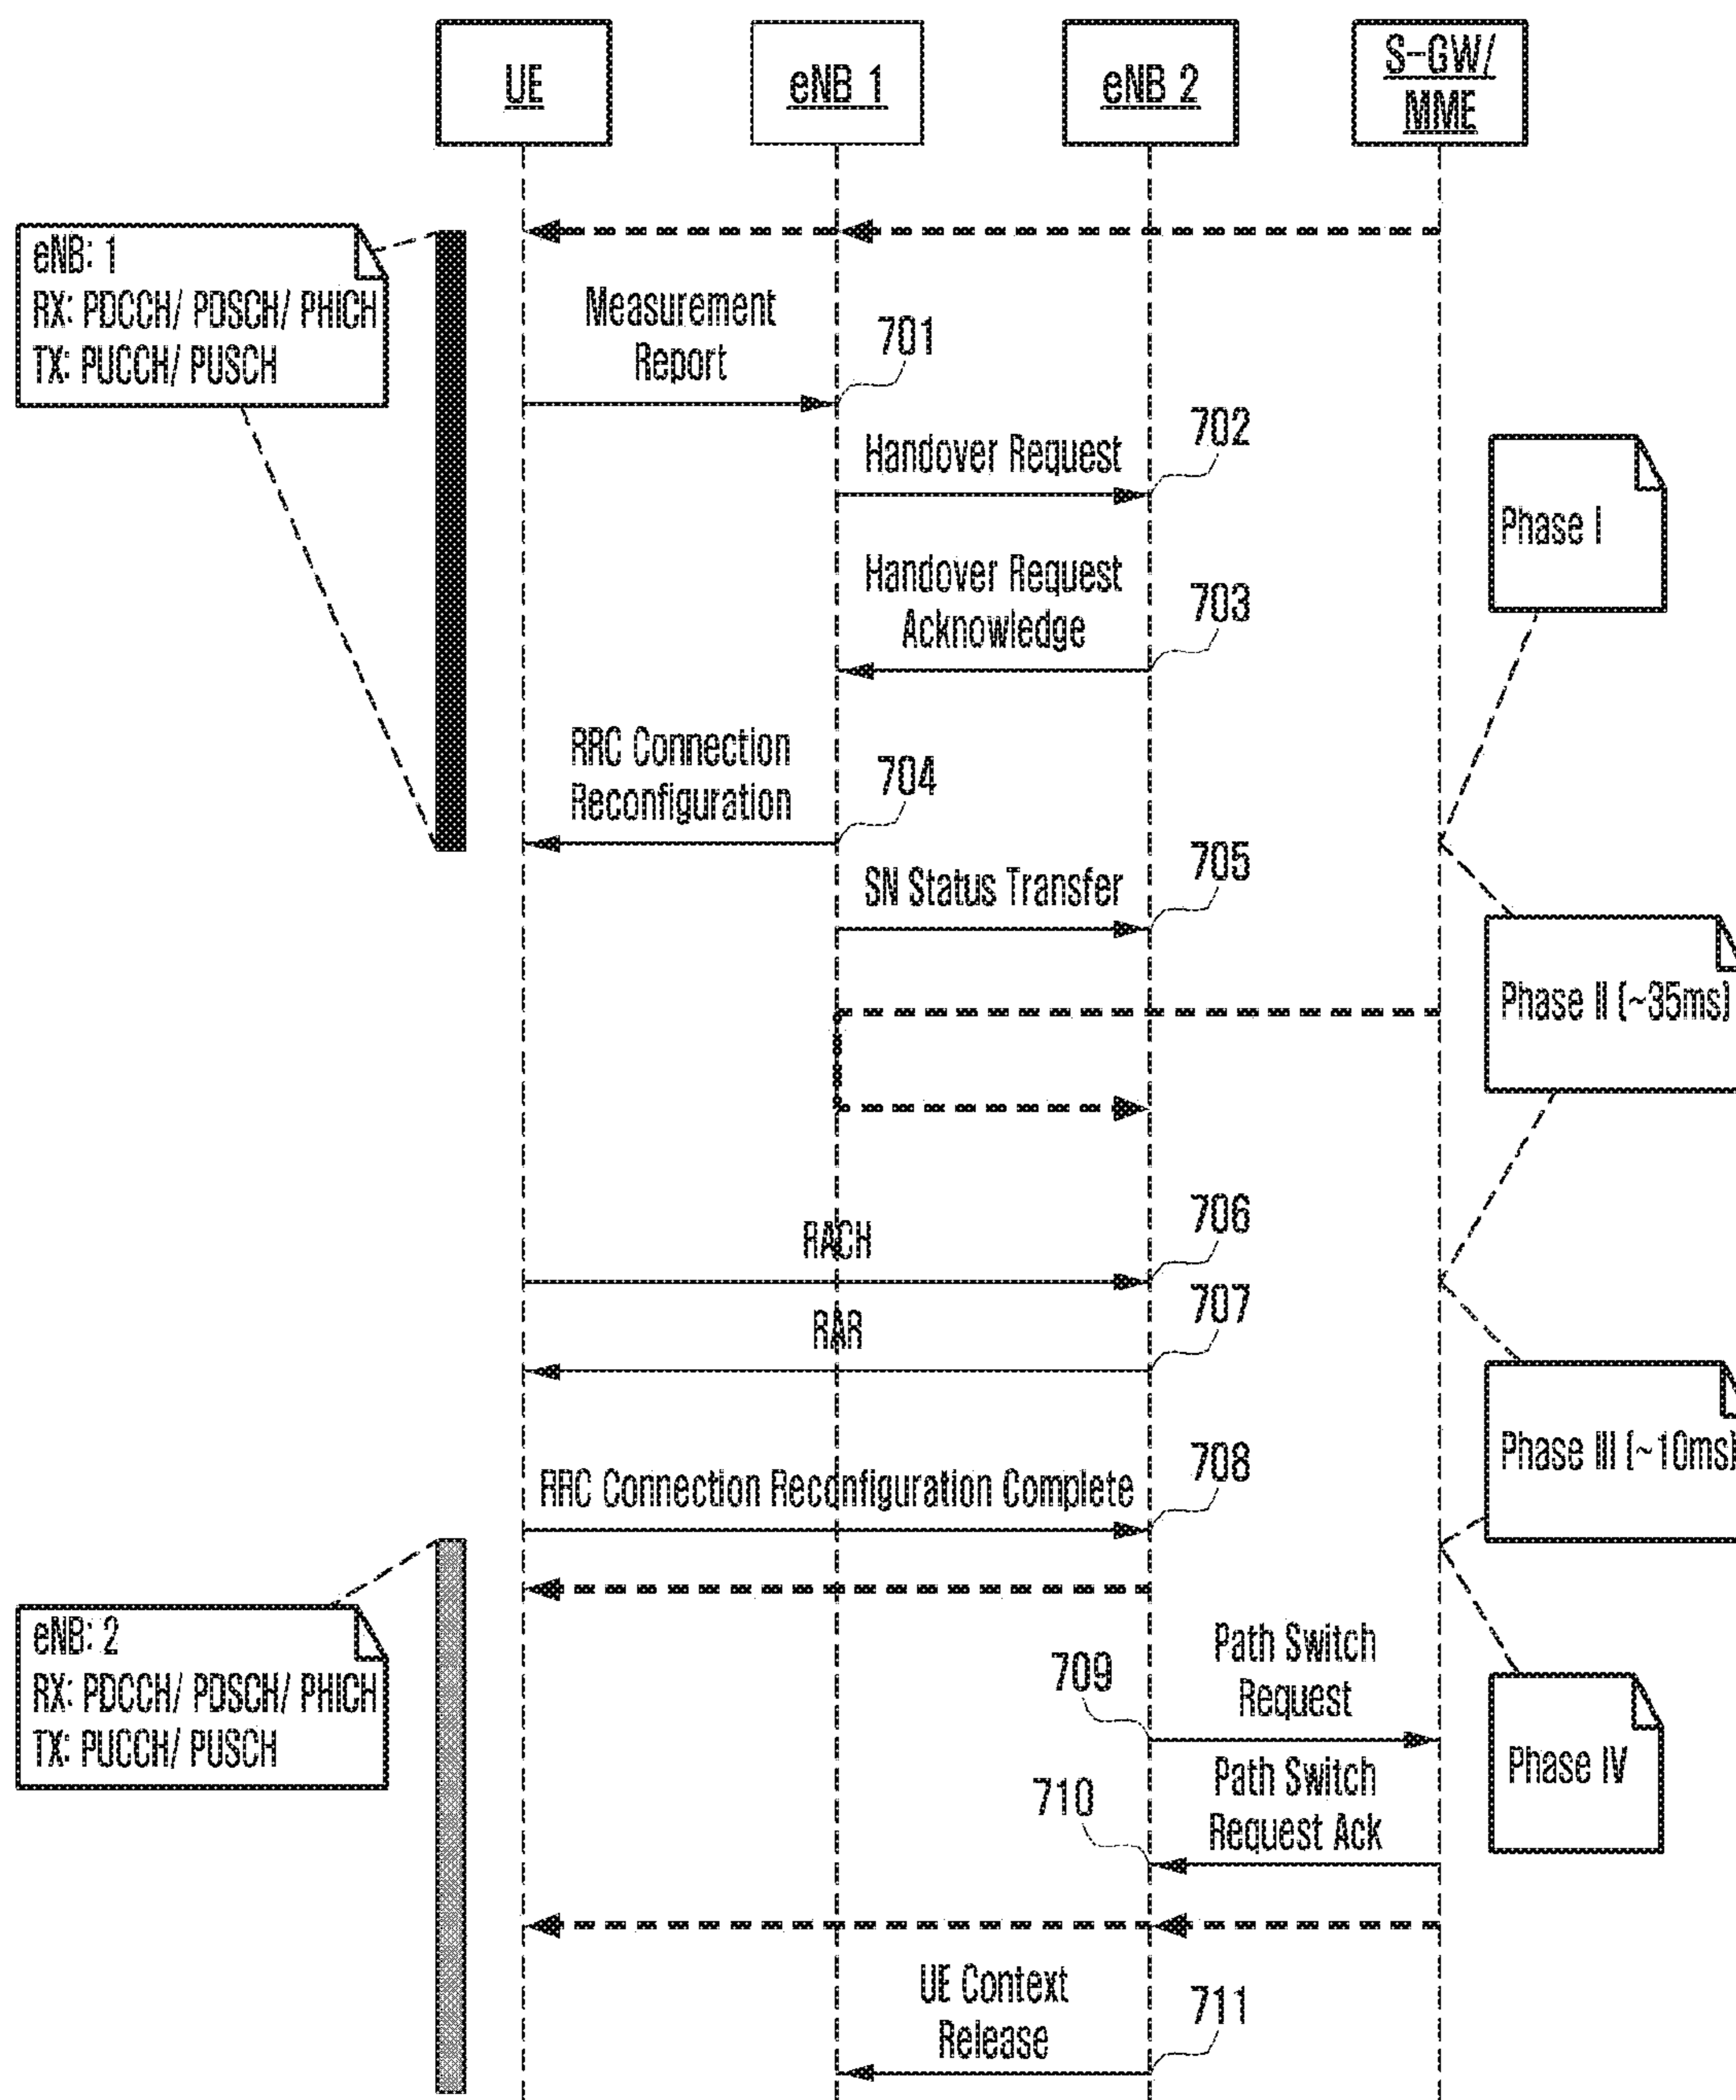 UE
eNB 1
eNB 2
S-GW/
MME
eNB: 1
RX: PDCCH/ PDSCH/ PHICH
TX: PUCCH/ PUSCH
Measurement
Report
701
Handover Request
702
Phase I
Handover Request
Acknowledge
703
RRC Connection
Reconfiguration
704
SN Status Transfer
705
Phase II (~35ms)
RACH
706
RAR
707
Phase III (~10ms)
RRC Connection Reconfiguration Complete
708
eNB: 2
RX: PDCCH/ PDSCH/ PHICH
TX: PUCCH/ PUSCH
Path Switch
Request
709
Phase IV
Path Switch
Request Ack
710
UE Context
Release
711